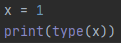 x = 1
print(type(x))